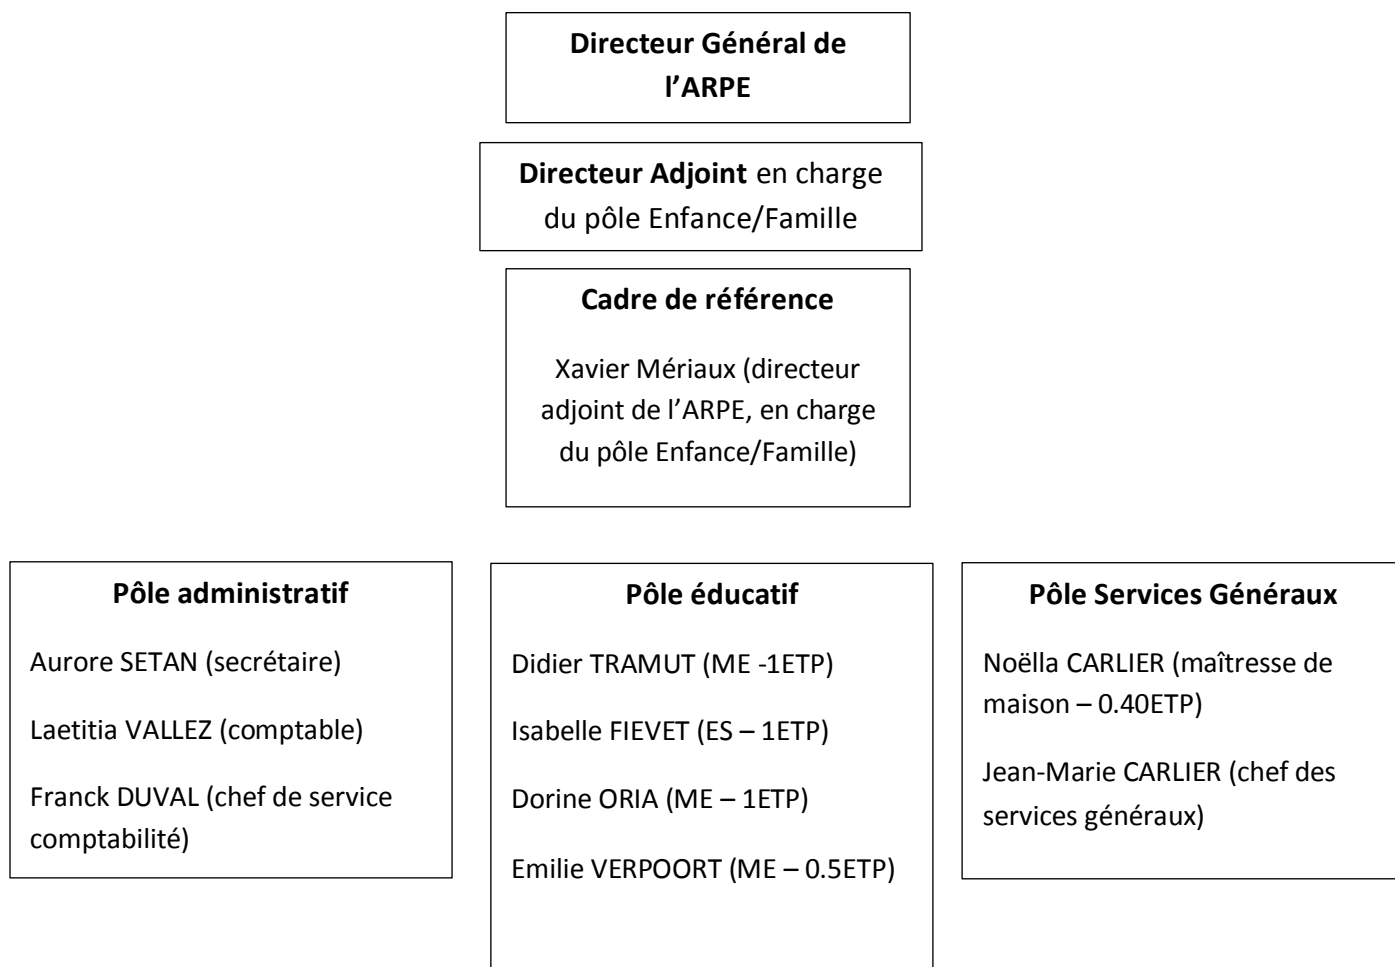 Directeur Général de
l’ARPE
Directeur Adjoint en charge
du pôle Enfance/Famille
Cadre de référence
Xavier Mériaux (directeur
adjoint de l’ARPE, en charge
du pôle Enfance/Famille)
Pôle administratif
Aurore SETAN (secrétaire)
Laetitia VALLEZ (comptable)
Franck DUVAL (chef de service
comptabilité)
Pôle éducatif
Didier TRAMUT (ME -1ETP)
Isabelle FIEVET (ES – 1ETP)
Dorine ORIA (ME – 1ETP)
Emilie VERPOORT (ME – 0.5ETP)
Pôle Services Généraux
Noëlla CARLIER (maîtresse de
maison – 0.40ETP)
Jean-Marie CARLIER (chef des
services généraux)